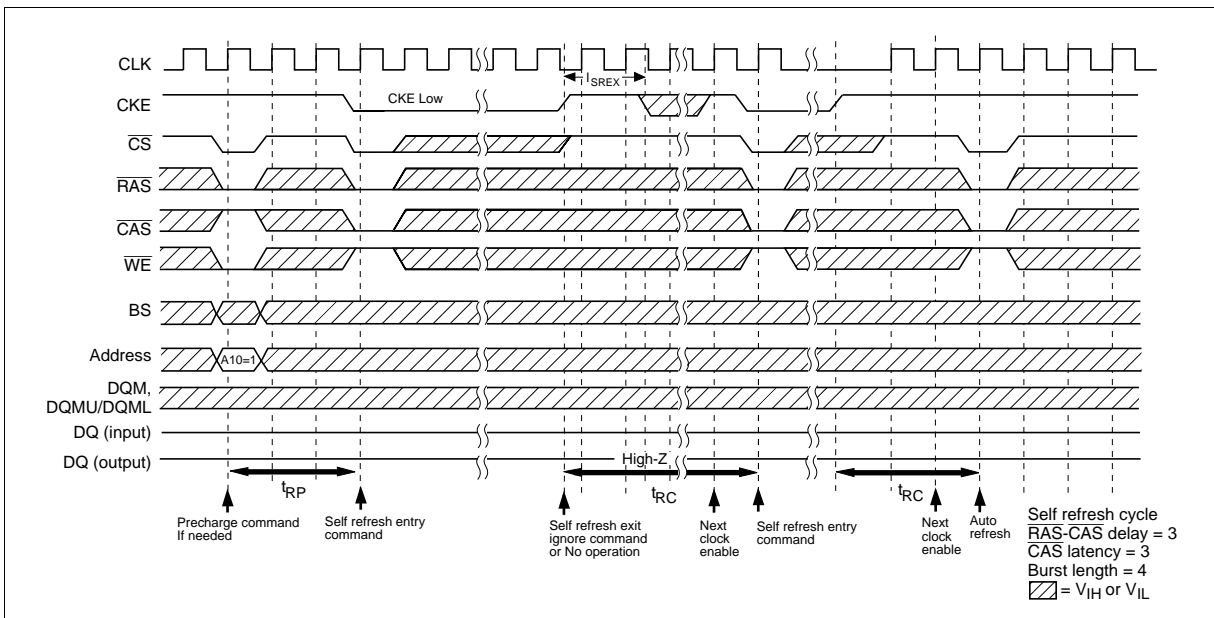 CLK
lSREX
CKE
CKE Low
CS
RAS
CAS
WE
BS
Address
A10=1
DQM,
DQMU/DQML
DQ (input)
DQ (output)
High-Z
tRP
tRC
tRC
Precharge command
If needed
Self refresh entry
command
Self refresh exit
ignore command
or No operation
Next
clock
enable
Self refresh entry
command
Next
clock
enable
Auto
refresh
Self refresh cycle
RAS-CAS delay = 3
CAS latency = 3
Burst length = 4
= VIH or VIL